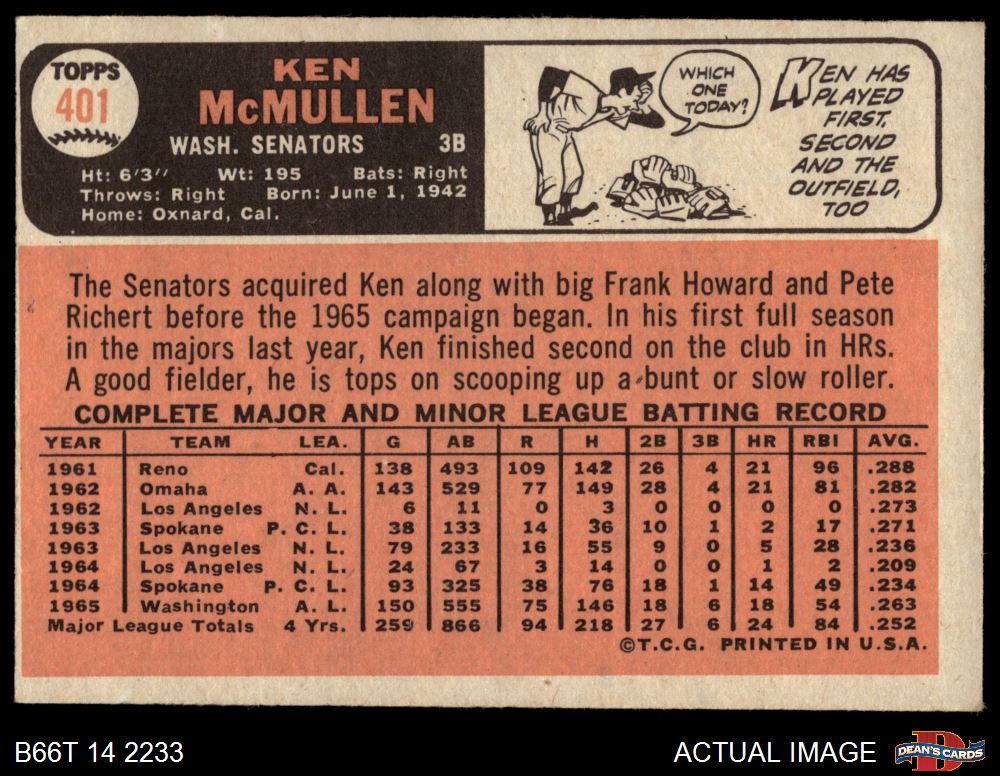 TOPPS
401
KEN
McMULLEN
WASH. SENATORS 3B
Ht: 6'3" Wt: 195 Bats: Right
Throws: Right Born: June 1, 1942
Home: Oxnard, Cal.
WHICH
ONE
TODAY?
KEN HAS
PLAYED
FIRST,
SECOND
AND THE
OUTFIELD,
TOO
The Senators acquired Ken along with big Frank Howard and Pete
Richert before the 1965 campaign began. In his first full season
in the majors last year, Ken finished second on the club in HRs.
A good fielder, he is tops on scooping up a bunt or slow roller.
COMPLETE MAJOR AND MINOR LEAGUE BATTING RECORD
YEAR TEAM LEA. G AB R H 2B 3B HR RBI AVG.
1961 Reno Cal. 138 493 109 142 26 4 21 96 .288
1962 Omaha A. A. 143 529 77 149 28 4 21 81 .282
1962 Los Angeles N. L. 6 11 0 3 0 0 0 0 .273
1963 Spokane P. C. L. 38 133 14 36 10 1 2 17 .271
1963 Los Angeles N. L. 79 233 16 55 9 0 5 28 .236
1964 Los Angeles N. L. 24 67 3 14 0 0 1 2 .209
1964 Spokane P. C. L. 93 325 38 76 18 1 14 49 .234
1965 Washington A. L. 150 555 75 146 18 6 18 54 .263
Major League Totals 4 Yrs. 259 866 94 218 27 6 24 84 .252
©T.C.G. PRINTED IN U.S.A.
B66T 14 2233
ACTUAL IMAGE
D
DEAN'S CARDS